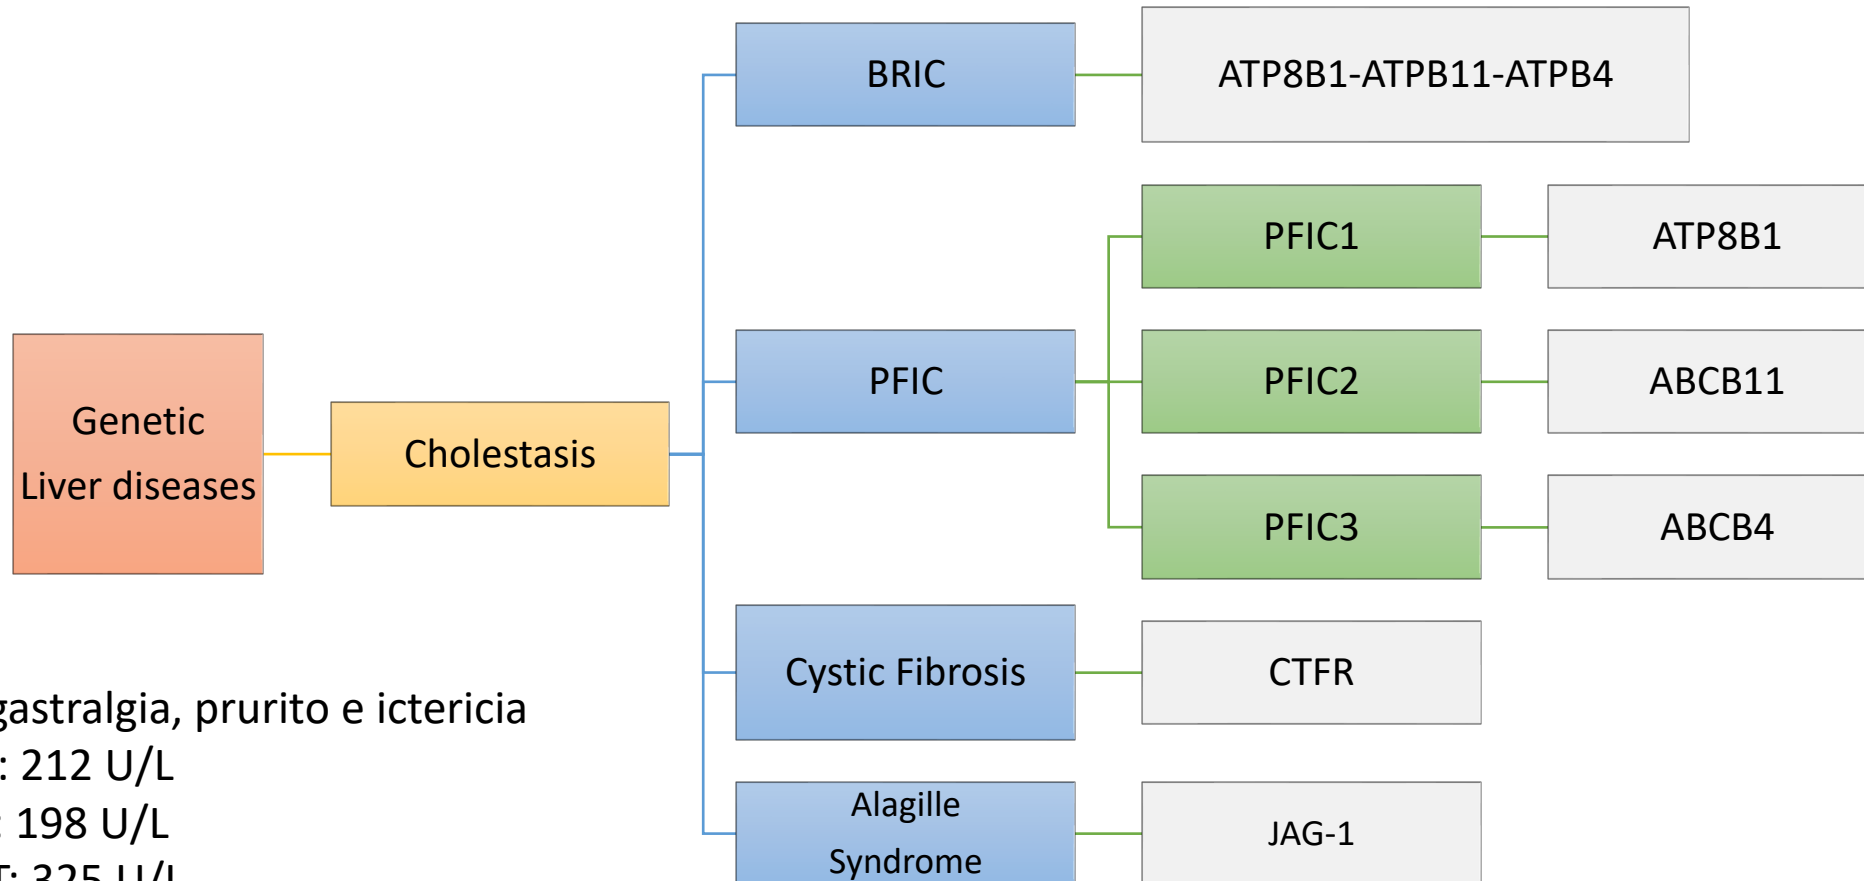 BRIC
ATP8B1-ATPB11-ATPB4
PFIC1
ATP8B1
Genetic
Liver diseases
Cholestasis
PFIC
PFIC2
ABCB11
PFIC3
ABCB4
Cystic Fibrosis
CTFR
Alagille
Syndrome
JAG-1
gastralgia, prurito e ictericia
: 212 U/L
: 198 U/L
T: 325 U/L